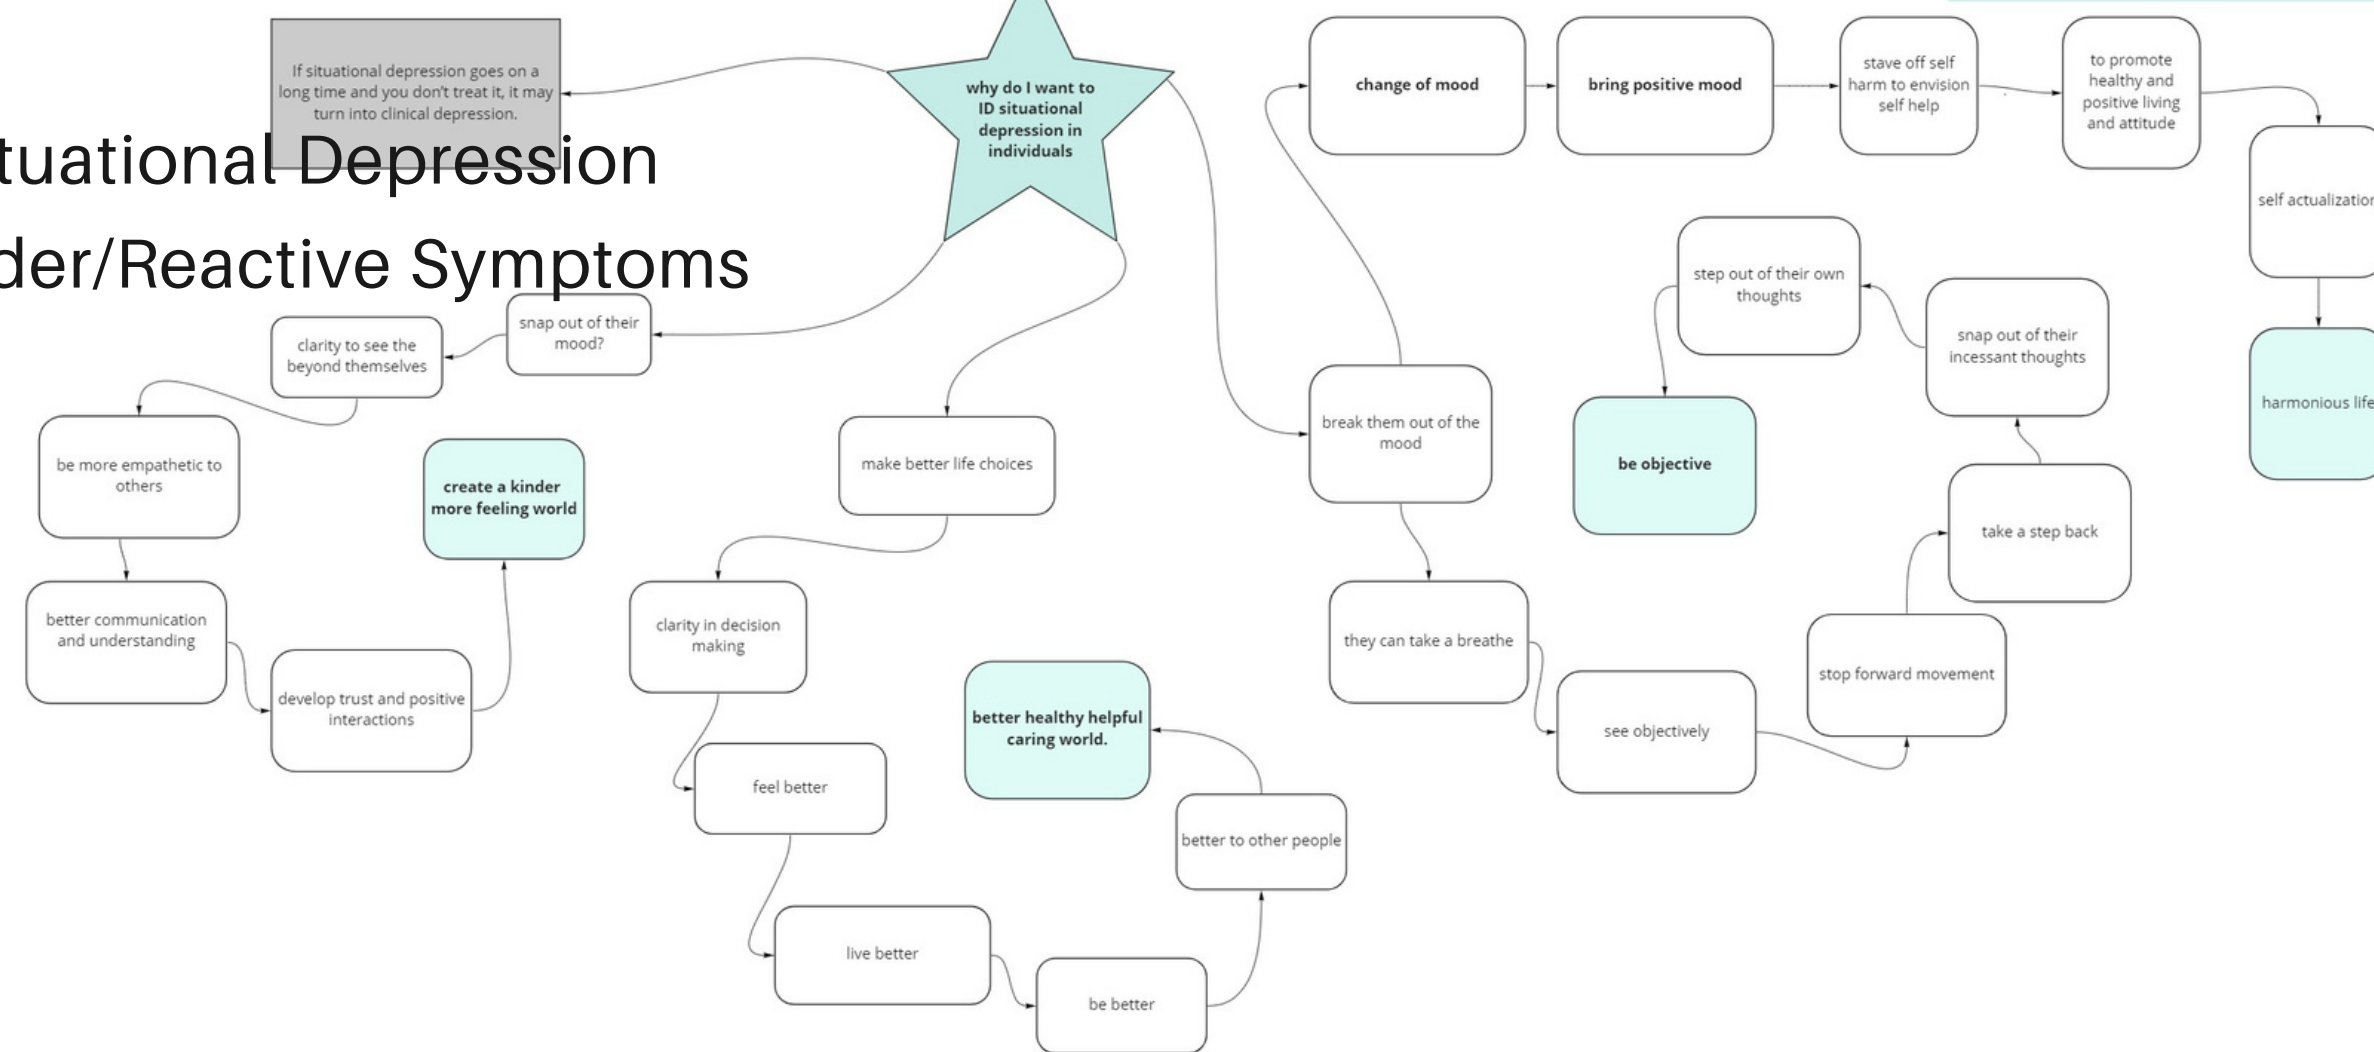 If situational depression goes on a
long time and you don't treat it, it may
turn into clinical depression.
tuational Depression
der/Reactive Symptoms
why do I want to
ID situational
depression in
individuals
change of mood
bring positive mood
stave off self
harm to envision
self help
to promote
healthy and
positive living
and attitude
self actualization
harmonious life
snap out of their
mood?
clarity to see the
beyond themselves
be more empathetic to
others
better communication
and understanding
develop trust and positive
interactions
create a kinder
more feeling world
make better life choices
clarity in decision
making
feel better
live better
be better
better to other people
better healthy helpful
caring world.
break them out of the
mood
they can take a breathe
see objectively
stop forward movement
take a step back
snap out of their
incessant thoughts
step out of their own
thoughts
be objective